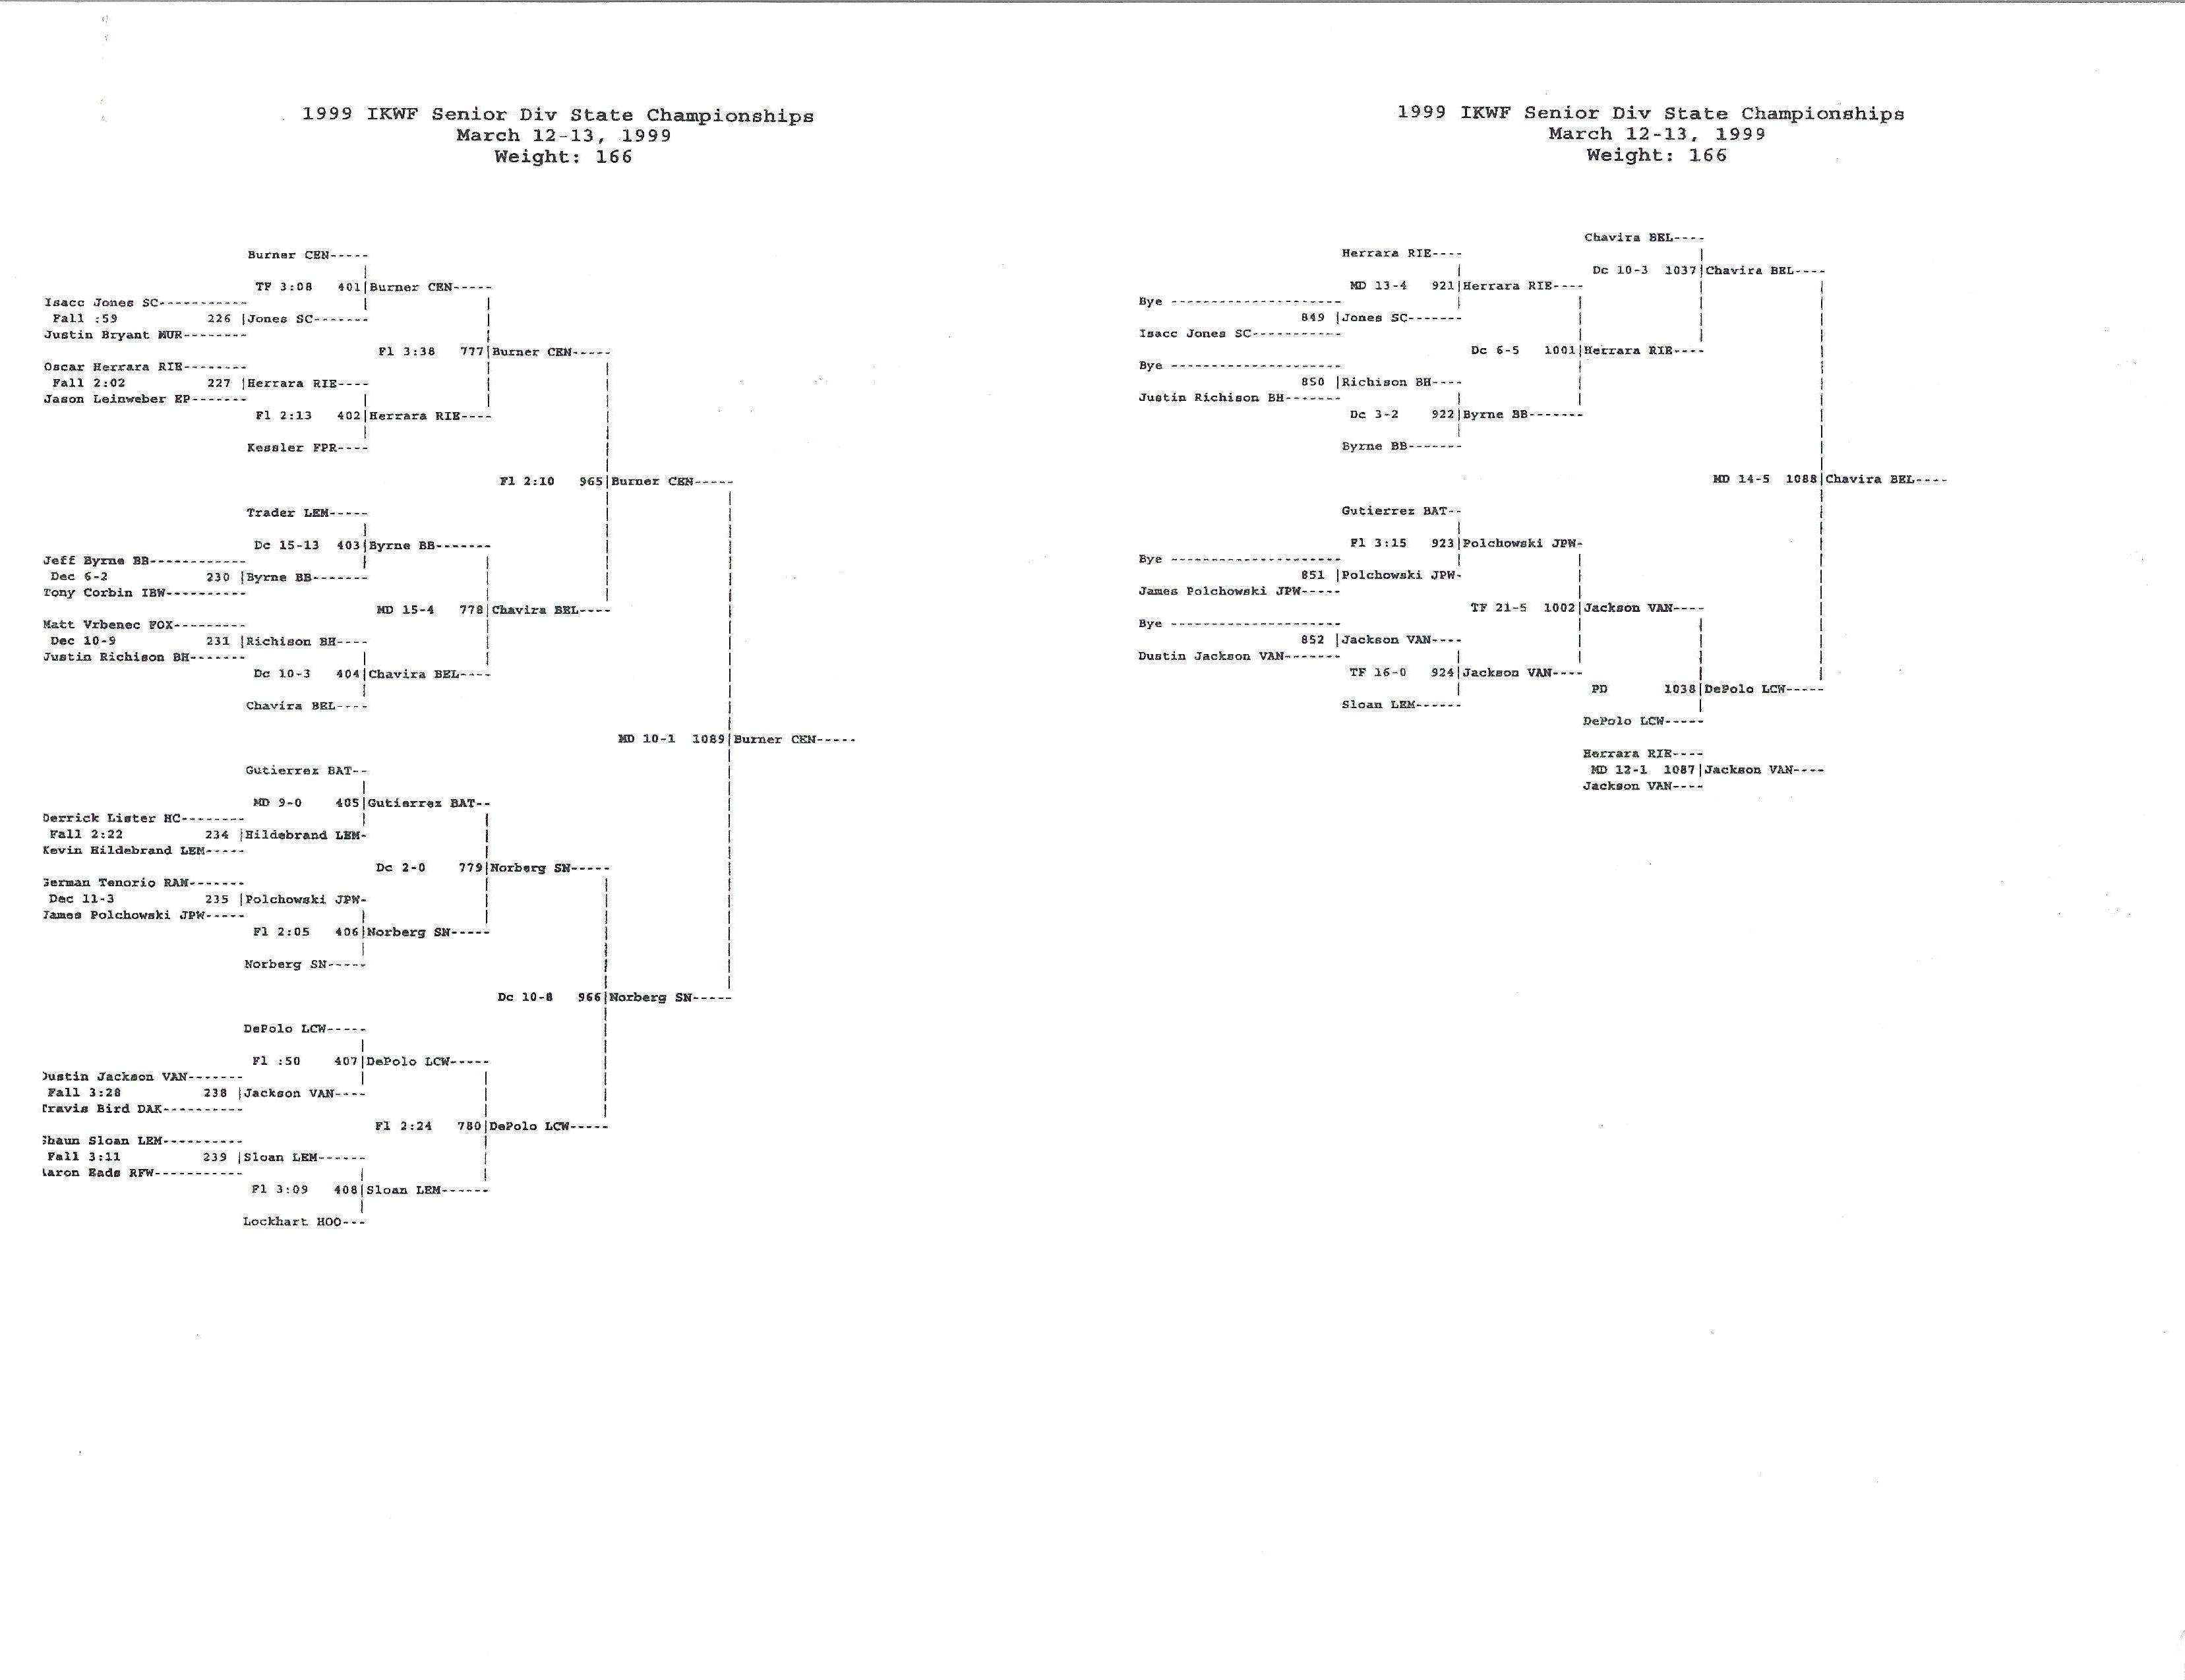 1999 IKWF Senior Div State Championships
March 12-13, 1999
Weight: 166
Burner CEN-----
TF 3:08 401|Burner CEN-----
Isacc Jones SC-----------
Fall :59 226 |Jones SC-------
Justin Bryant MUR--------
Fl 3:38 777|Burner CEN-----
Oscar Herrara RIE--------
Fall 2:02 227 |Herrara RIE----
Jason Leinweber EP-------
Fl 2:13 402|Herrara RIE----
Kessler FPR----
Fl 2:10 965|Burner CEN-----
Trader LEM-----
Dc 15-13 403|Byrne BB-------
Jeff Byrne BB------------
Dec 6-2 230 |Byrne BB-------
Tony Corbin IBW----------
MD 15-4 778|Chavira BEL----
Matt Vrbenec FOX---------
Dec 10-9 231 |Richison BH----
Justin Richison BH-------
Dc 10-3 404|Chavira BEL----
Chavira BEL----
MD 10-1 1089|Burner CEN-----
Gutierrez BAT--
MD 9-0 405|Gutierrez BAT--
Derrick Lister HC--------
Fall 2:22 234 |Hildebrand LEM-
Kevin Hildebrand LEM-----
Dc 2-0 779|Norberg SN-----
German Tenorio RAM-------
Dec 11-3 235 |Polchowski JPW-
James Polchowski JPW-----
Fl 2:05 406|Norberg SN-----
Norberg SN-----
Dc 10-8 966|Norberg SN-----
DePolo LCW-----
Fl :50 407|DePolo LCW-----
Dustin Jackson VAN-------
Fall 3:28 238 |Jackson VAN----
Travis Bird DAK----------
Fl 2:24 780|DePolo LCW-----
Shaun Sloan LEM----------
Fall 3:11 239 |Sloan LEM------
Aaron Eads RFW-----------
Fl 3:09 408|Sloan LEM------
Lockhart HOO---
1999 IKWF Senior Div State Championships
March 12-13, 1999
Weight: 166
Chavira BEL----
Herrara RIE----
Dc 10-3 1037|Chavira BEL----
MD 13-4 921|Herrara RIE----
Bye ---------------------
849 |Jones SC-------
Isacc Jones SC-----------
Dc 6-5 1001|Herrara RIE----
Bye ---------------------
850 |Richison BH----
Justin Richison BH-------
Dc 3-2 922|Byrne BB-------
Byrne BB-------
MD 14-5 1088|Chavira BEL----
Gutierrez BAT--
Fl 3:15 923|Polchowski JPW-
Bye ---------------------
851 |Polchowski JPW-
James Polchowski JPW-----
TF 21-5 1002|Jackson VAN----
Bye ---------------------
852 |Jackson VAN----
Dustin Jackson VAN-------
TF 16-0 924|Jackson VAN----
PD 1038|DePolo LCW-----
Sloan LEM------
DePolo LCW-----
Herrara RIE----
MD 12-1 1087|Jackson VAN----
Jackson VAN----